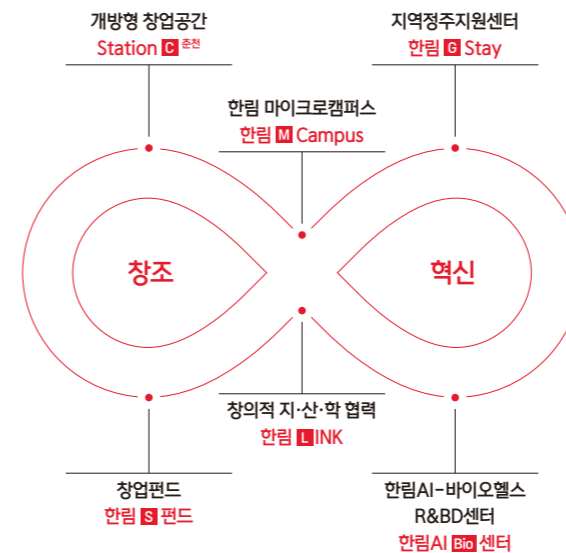 개방형 창업공간
Station C 춘천
지역정주지원센터
한림 G Stay
한림 마이크로캠퍼스
한림 M Campus
창조
혁신
창의적 지·산·학 협력
한림 LINK
창업펀드
한림 S 펀드
한림AI-바이오헬스
R&BD센터
한림AI Bio 센터